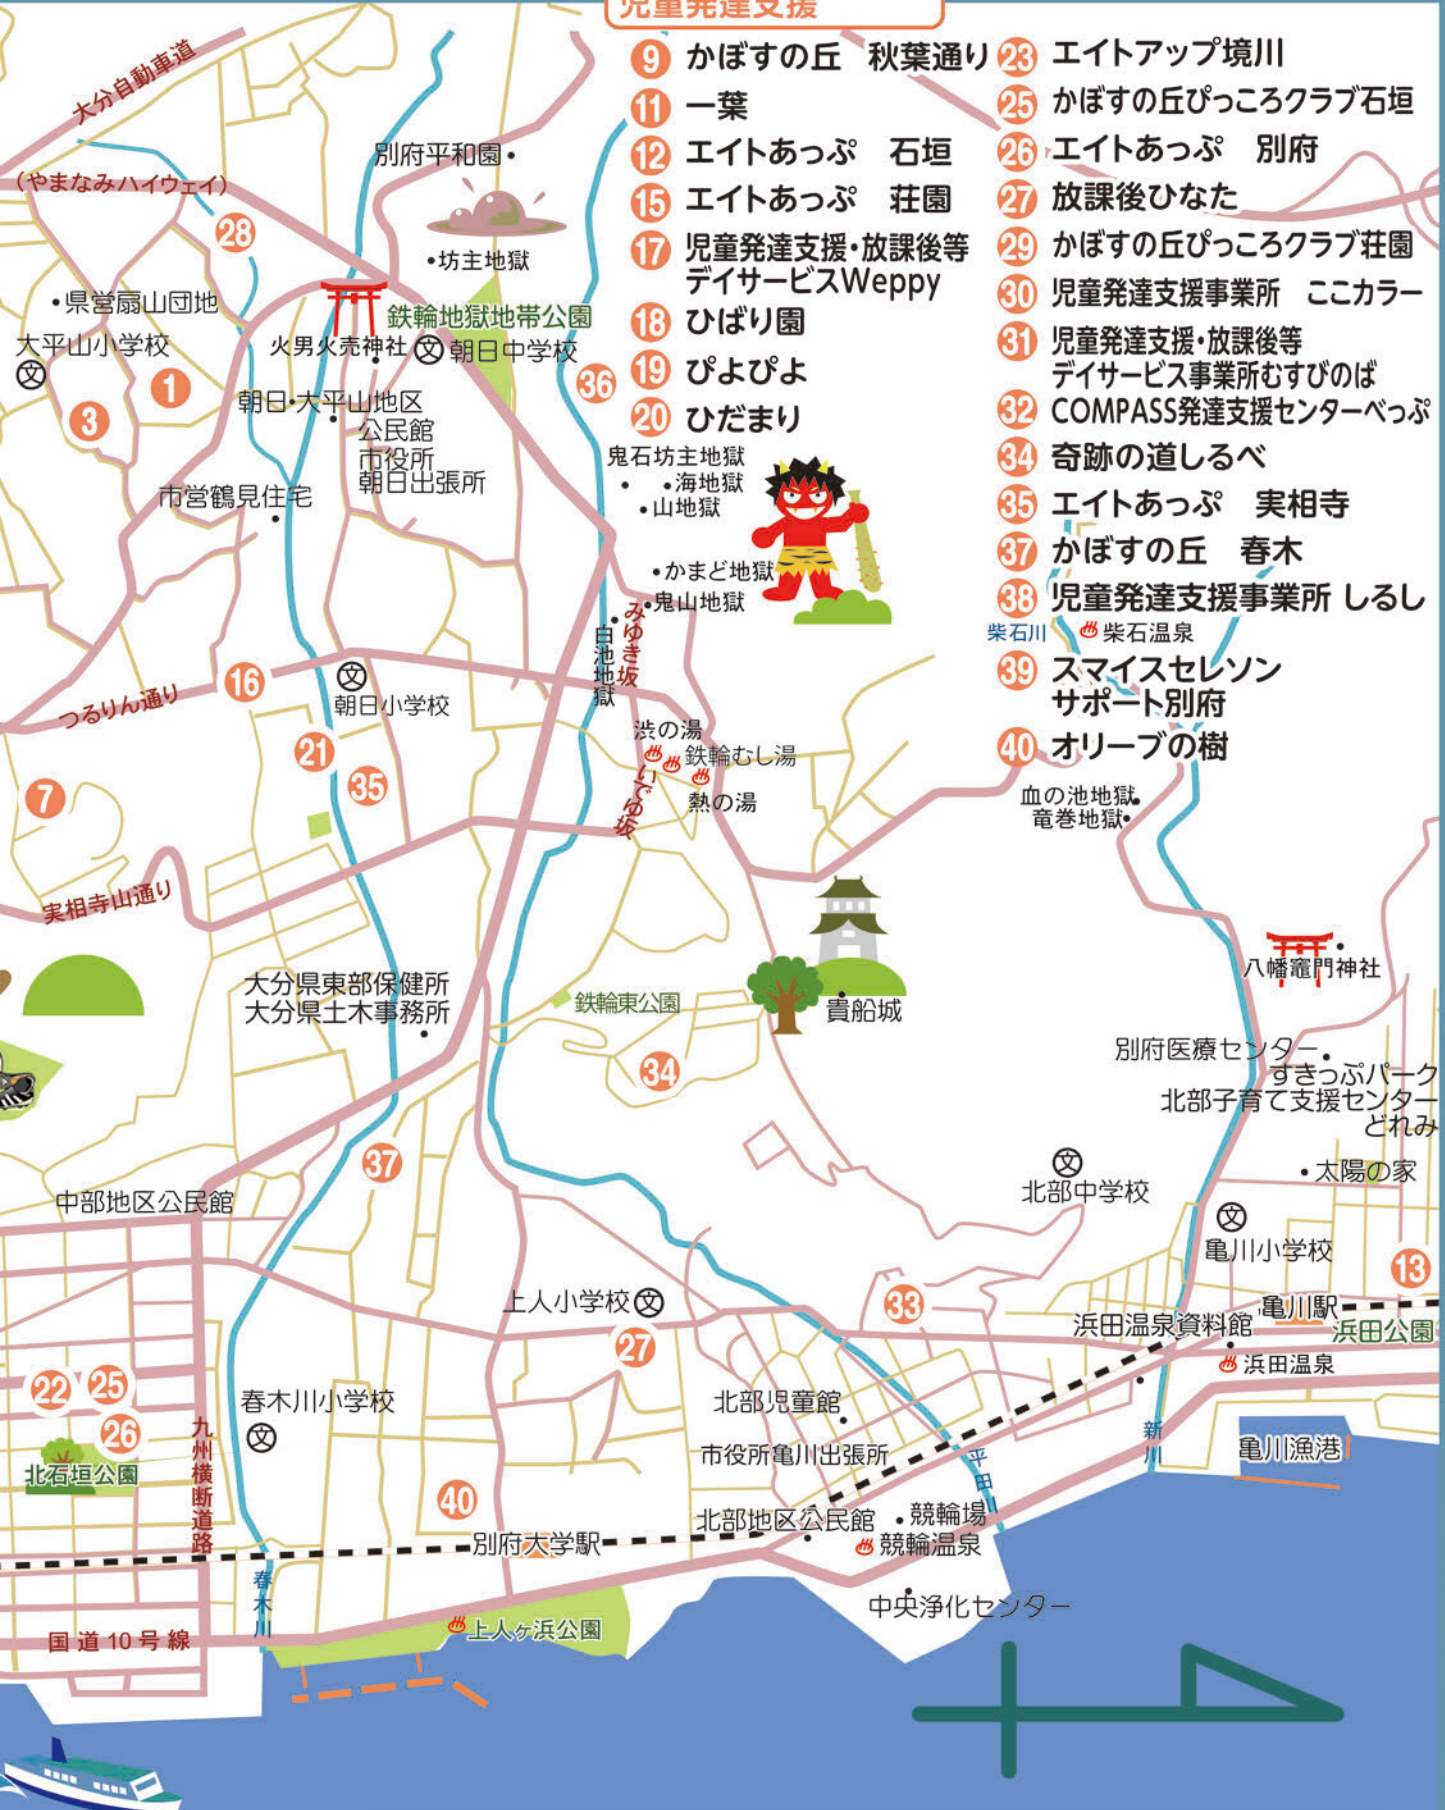 児童発達支援
9 かぼすの丘　秋葉通り
11 一葉
12 エイトあっぷ　石垣
15 エイトあっぷ　荘園
17 児童発達支援・放課後等
デイサービスWeppy
18 ひばり園
19 ぴよぴよ
20 ひだまり
23 エイトアップ境川
25 かぼすの丘ぴっころクラブ石垣
26 エイトあっぷ　別府
27 放課後ひなた
29 かぼすの丘ぴっころクラブ荘園
30 児童発達支援事業所　ここカラー
31 児童発達支援・放課後等
デイサービス事業所むすびのば
32 COMPASS発達支援センターべっぷ
34 奇跡の道しるべ
35 エイトあっぷ　実相寺
37 かぼすの丘　春木
38 児童発達支援事業所 しるし
39 スマイスセレソン
サポート別府
40 オリーブの樹
大分自動車道
(やまなみハイウェイ)
別府平和園
28
坊主地獄
県営扇山団地
大平山小学校
文
1
3
火男火売神社
鉄輪地獄地帯公園
文 朝日中学校
36
朝日・大平山地区
公民館
市役所
朝日出張所
市営鶴見住宅
鬼石坊主地獄
海地獄
山地獄
かまど地獄
鬼山地獄
白池地獄
みゆき坂
柴石川
柴石温泉
つるりん通り
16
文
朝日小学校
21
35
7
渋の湯
鉄輪むし湯
熱の湯
いでゆ坂
血の池地獄
竜巻地獄
実相寺山通り
大分県東部保健所
大分県土木事務所
鉄輪東公園
貴船城
34
八幡竈門神社
別府医療センター
すきっぷパーク
北部子育て支援センター
どれみ
太陽の家
37
中部地区公民館
文
北部中学校
文
亀川小学校
13
上人小学校 文
27
33
亀川駅
浜田温泉資料館
浜田公園
浜田温泉
22
25
26
北石垣公園
九州横断道路
春木川小学校
文
北部児童館
市役所亀川出張所
平田川
新川
亀川漁港
40
別府大学駅
北部地区公民館
競輪場
競輪温泉
中央浄化センター
春木川
国道10号線
上人ヶ浜公園